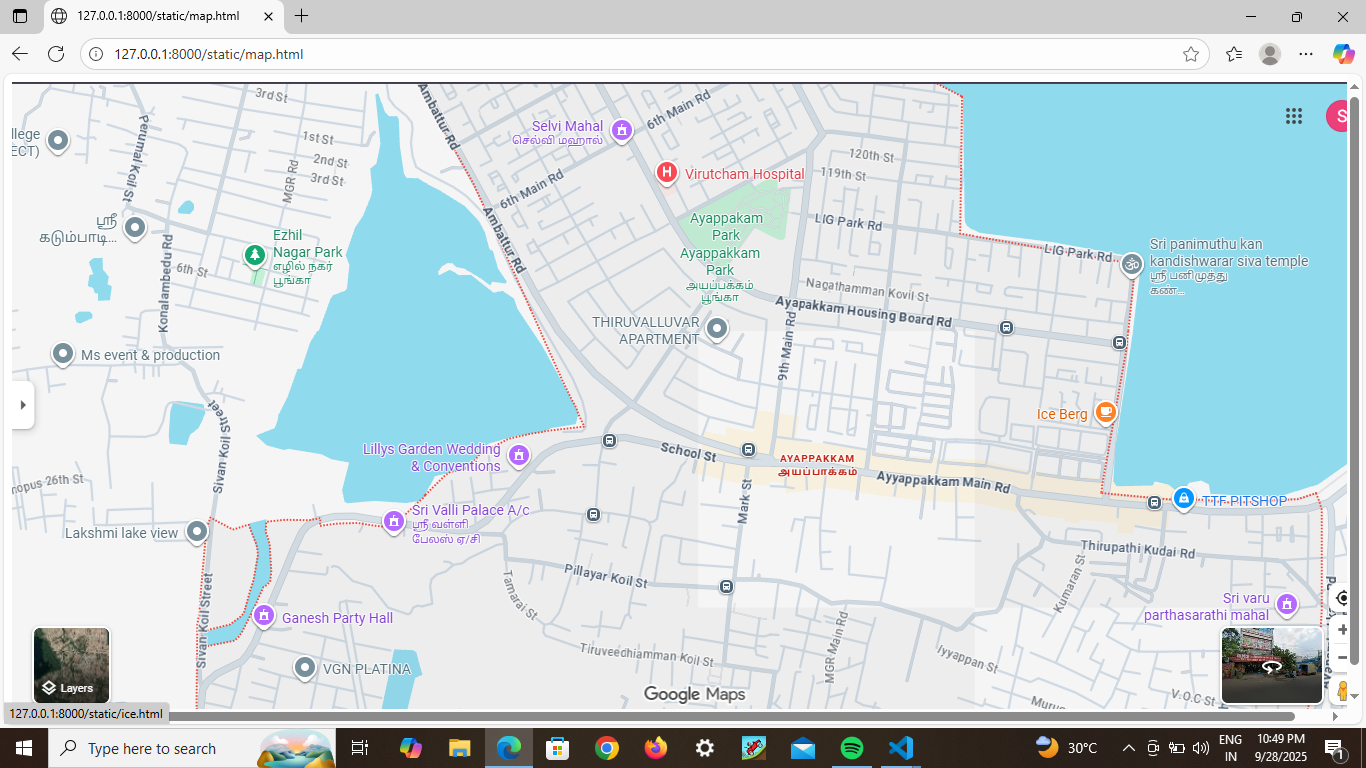 127.0.0.1:8000/static/map.html
127.0.0.1:8000/static/map.html
3rd St
1st St
2nd St
3rd St
MGR Rd
Perumal Koil St
llege
ECT)
ஸ்ரீ
கடும்பாடி...
Ezhil
Nagar Park
எழில் நகர்
பூங்கா
6th St
Konalambedu Rd
Ms event & production
Sivan Koil Street
nopus 26th St
Lakshmi lake view
Sivan Koil Street
Ganesh Party Hall
VGN PLATINA
Layers
Ambattur Rd
Ambattur Rd
Selvi Mahal
செல்வி மஹால்
6th Main Rd
6th Main Rd
H
Virutcham Hospital
120th St
119th St
Ayappakam
Park
Ayappakkam
Park
அயப்பக்கம்
பூங்கா
LIG Park Rd
LIG Park Rd
S
Sri panimuthu kan
kandishwarar siva temple
ஸ்ரீ பனிமுத்து
கண...
Nagathamman Kovil St
Ayapakkam Housing Board Rd
THIRUVALLUVAR
APARTMENT
9th Main Rd
Ice Berg
Lillys Garden Wedding
& Conventions
School St
AYAPPAKKAM
அயப்பாக்கம்
Ayyappakkam Main Rd
TTF PITSHOP
Mark St
Sri Valli Palace A/c
ஸ்ரீ வள்ளி
பேலஸ் ஏ/சி
Thirupathi Kudai Rd
Pillayar Koil St
Tamarai St
Kumaran St
Sri varu
parthasarathi mahal
MGR Main Rd
Tiruveedhiamman Koil St
Iyyappan St
V.O.C St
Google Maps
127.0.0.1:8000/static/ice.html
Type here to search
30°C
ENG
IN
10:49 PM
9/28/2025
1